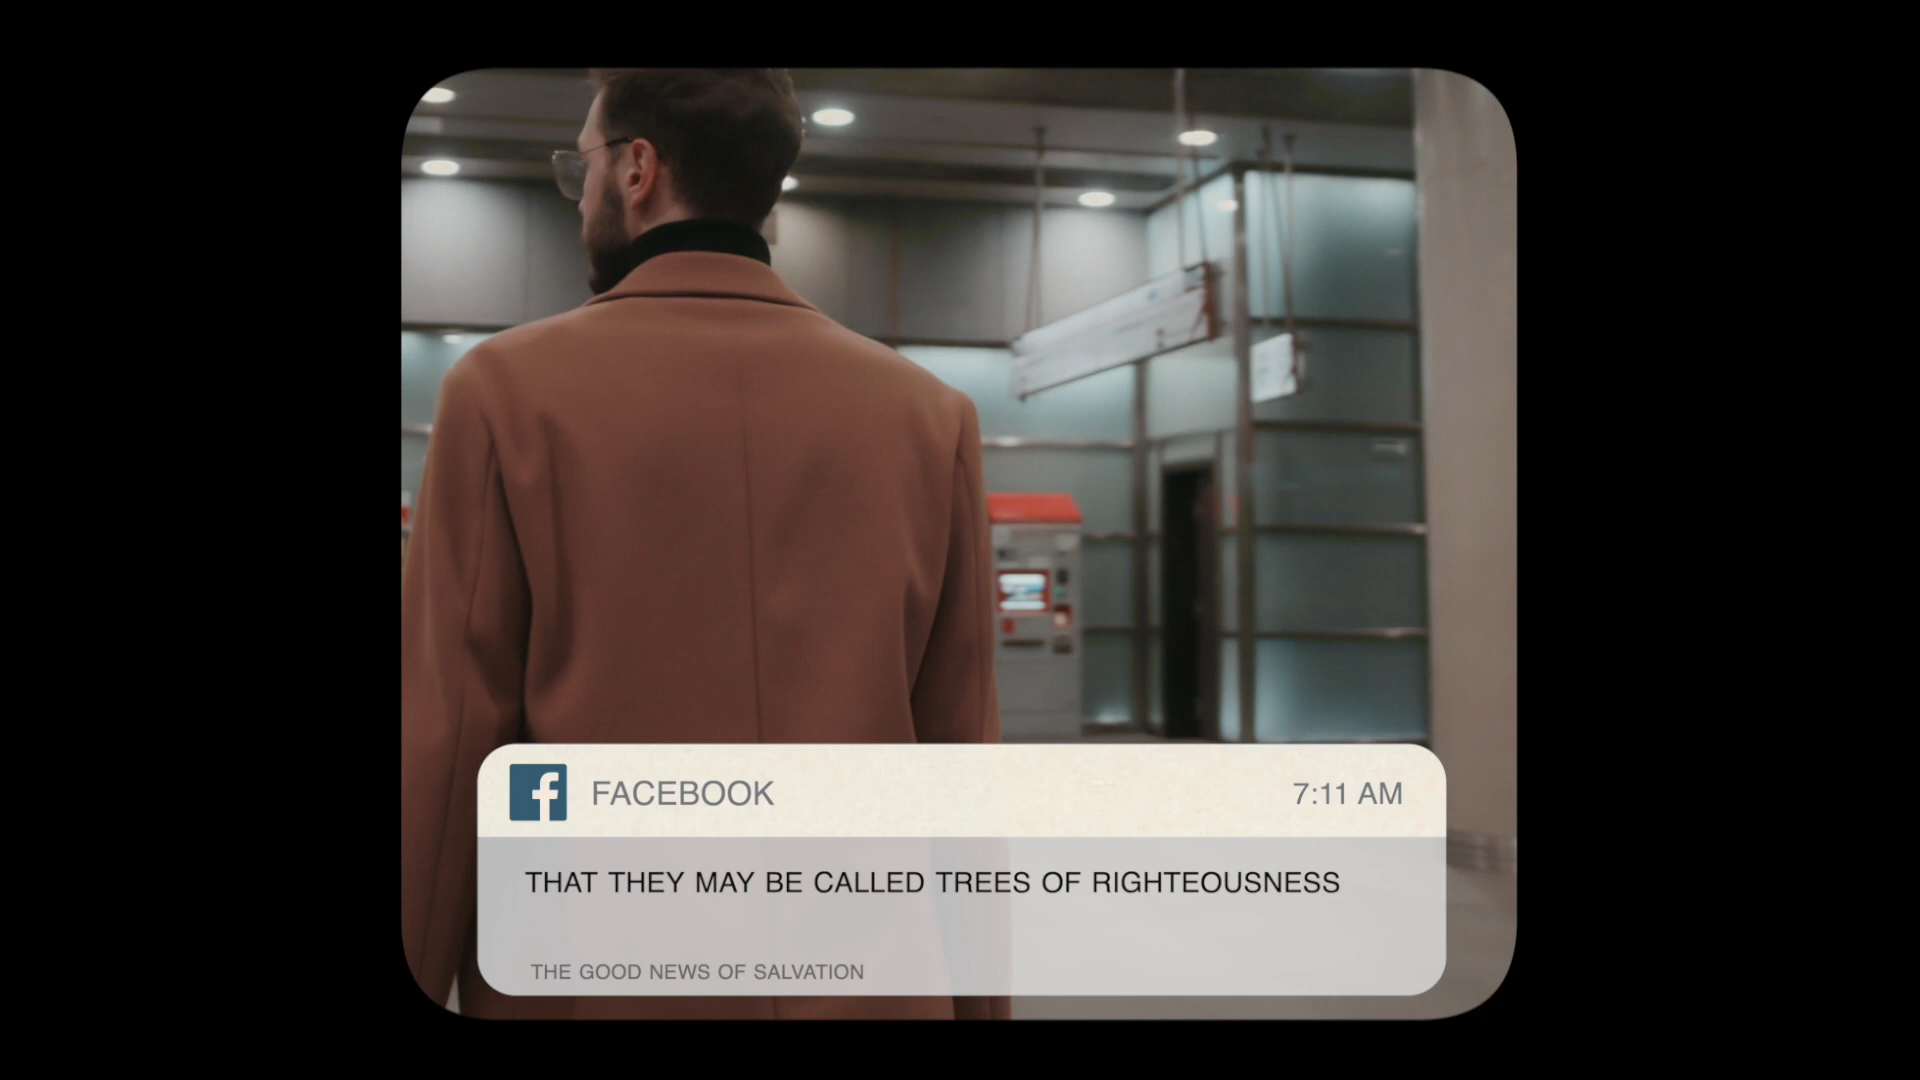 FACEBOOK
7:11 AM
THAT THEY MAY BE CALLED TREES OF RIGHTEOUSNESS
THE GOOD NEWS OF SALVATION